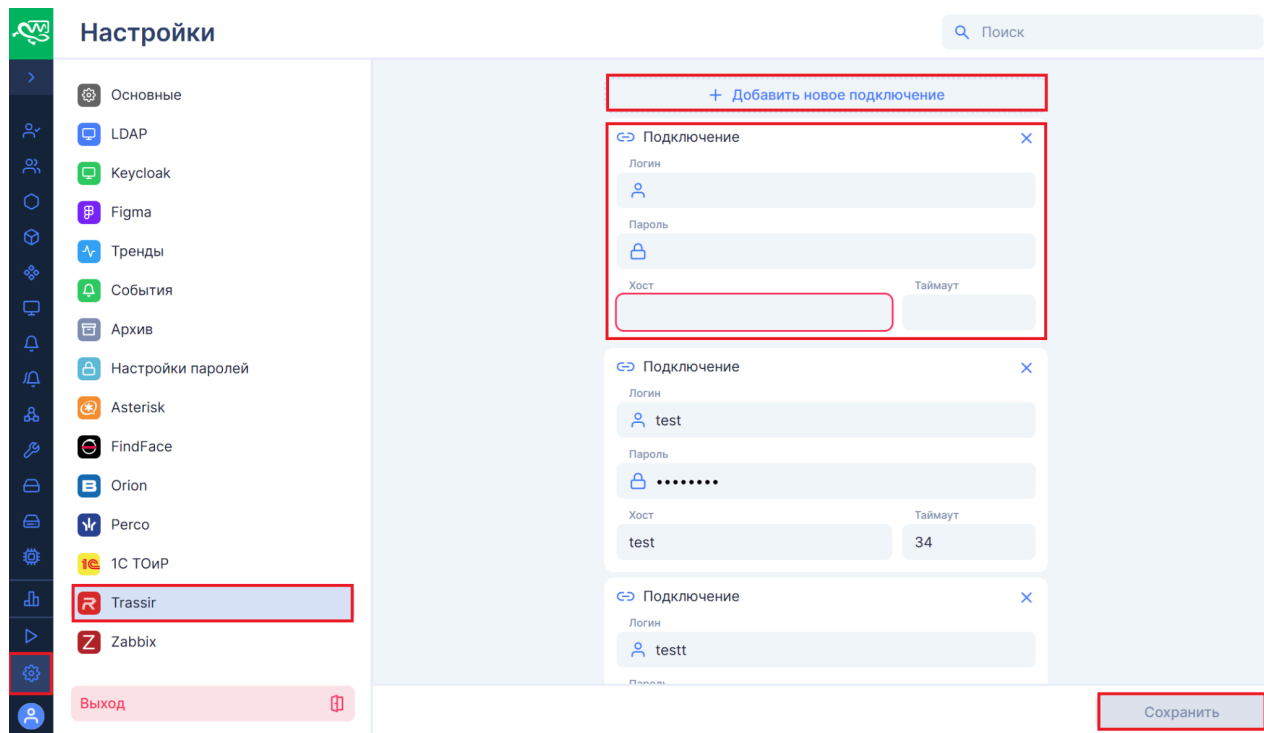 Настройки
Поиск
Основные
LDAP
Keycloak
Figma
Тренды
События
Архив
Настройки паролей
Asterisk
FindFace
Orion
Perco
1С ТОиР
Trassir
Zabbix
Выход
+ Добавить новое подключение
Подключение
Логин
Пароль
Хост Таймаут
Подключение
Логин
test
Пароль
••••••••
Хост Таймаут
test 34
Подключение
Логин
testt
Пароль
Сохранить